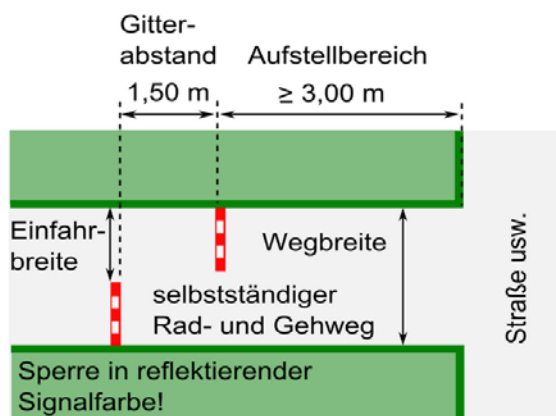 Gitter-
abstand
1,50 m
Aufstellbereich
≥ 3,00 m
Einfahr-
breite
Wegbreite
selbstständiger
Rad- und Gehweg
Straße usw.
Sperre in reflektierender
Signalfarbe!